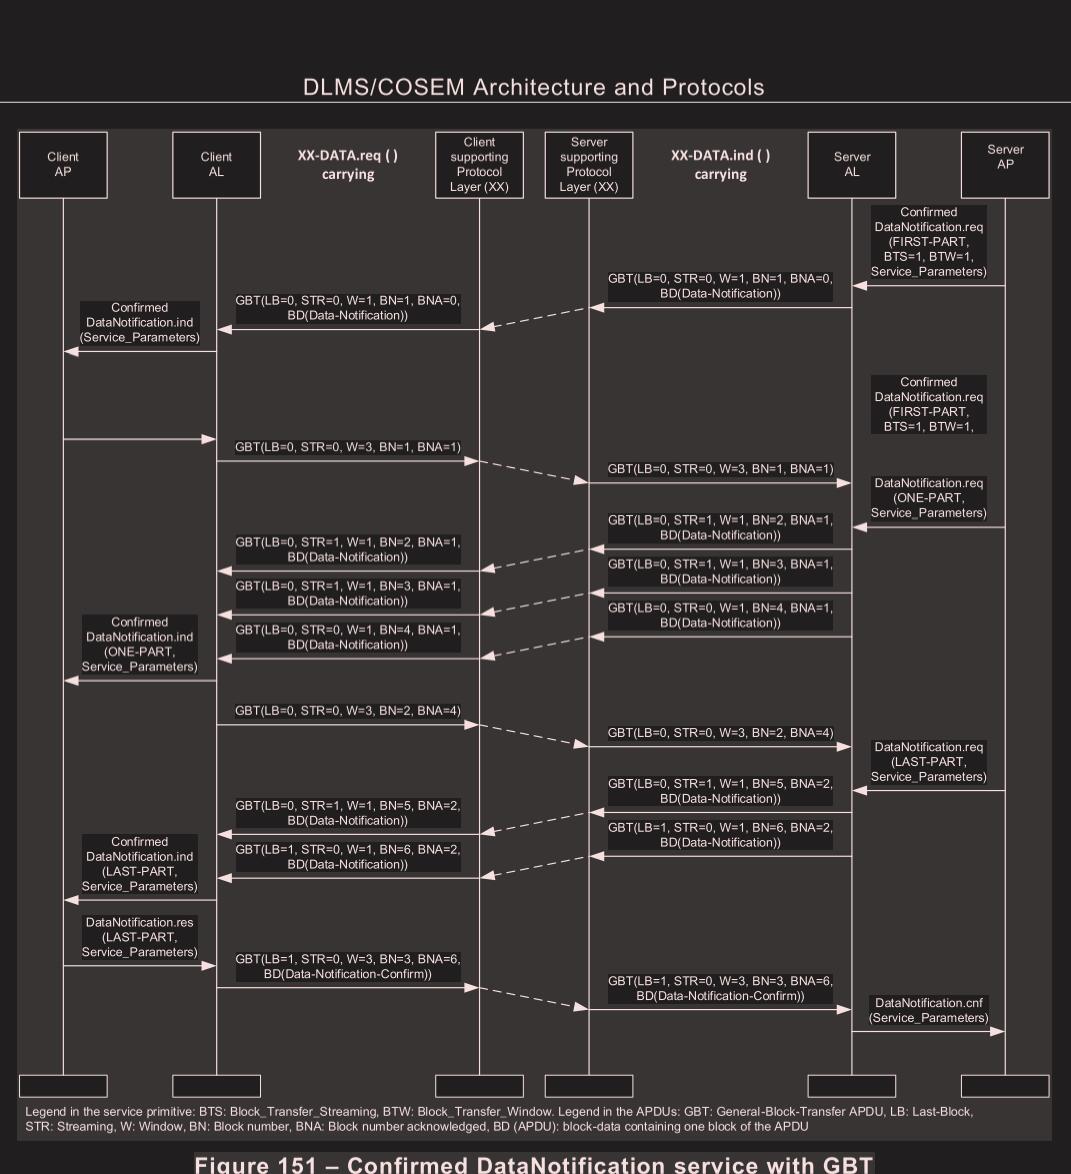 DLMS/COSEM Architecture and Protocols
Client
AP
Client
AL
XX-DATA.req ( )
carrying
Client
supporting
Protocol
Layer (XX)
Server
supporting
Protocol
Layer (XX)
XX-DATA.ind ( )
carrying
Server
AL
Server
AP
Confirmed
DataNotification.req
(FIRST-PART,
BTS=1, BTW=1,
Service_Parameters)
GBT(LB=0, STR=0, W=1, BN=1, BNA=0,
BD(Data-Notification))
GBT(LB=0, STR=0, W=1, BN=1, BNA=0,
BD(Data-Notification))
Confirmed
DataNotification.ind
(Service_Parameters)
Confirmed
DataNotification.req
(FIRST-PART,
BTS=1, BTW=1,
GBT(LB=0, STR=0, W=3, BN=1, BNA=1)
GBT(LB=0, STR=0, W=3, BN=1, BNA=1)
DataNotification.req
(ONE-PART,
Service_Parameters)
GBT(LB=0, STR=1, W=1, BN=2, BNA=1,
BD(Data-Notification))
GBT(LB=0, STR=1, W=1, BN=2, BNA=1,
BD(Data-Notification))
GBT(LB=0, STR=1, W=1, BN=3, BNA=1,
BD(Data-Notification))
GBT(LB=0, STR=1, W=1, BN=3, BNA=1,
BD(Data-Notification))
GBT(LB=0, STR=0, W=1, BN=4, BNA=1,
BD(Data-Notification))
GBT(LB=0, STR=0, W=1, BN=4, BNA=1,
BD(Data-Notification))
Confirmed
DataNotification.ind
(ONE-PART,
Service_Parameters)
GBT(LB=0, STR=0, W=3, BN=2, BNA=4)
GBT(LB=0, STR=0, W=3, BN=2, BNA=4)
DataNotification.req
(LAST-PART,
Service_Parameters)
GBT(LB=0, STR=1, W=1, BN=5, BNA=2,
BD(Data-Notification))
GBT(LB=0, STR=1, W=1, BN=5, BNA=2,
BD(Data-Notification))
GBT(LB=1, STR=0, W=1, BN=6, BNA=2,
BD(Data-Notification))
GBT(LB=1, STR=0, W=1, BN=6, BNA=2,
BD(Data-Notification))
Confirmed
DataNotification.ind
(LAST-PART,
Service_Parameters)
DataNotification.res
(LAST-PART,
Service_Parameters)
GBT(LB=1, STR=0, W=3, BN=3, BNA=6,
BD(Data-Notification-Confirm))
GBT(LB=1, STR=0, W=3, BN=3, BNA=6,
BD(Data-Notification-Confirm))
DataNotification.cnf
(Service_Parameters)
Legend in the service primitive: BTS: Block_Transfer_Streaming, BTW: Block_Transfer_Window. Legend in the APDUs: GBT: General-Block-Transfer APDU, LB: Last-Block,
STR: Streaming, W: Window, BN: Block number, BNA: Block number acknowledged, BD (APDU): block-data containing one block of the APDU
Figure 151 – Confirmed DataNotification service with GBT